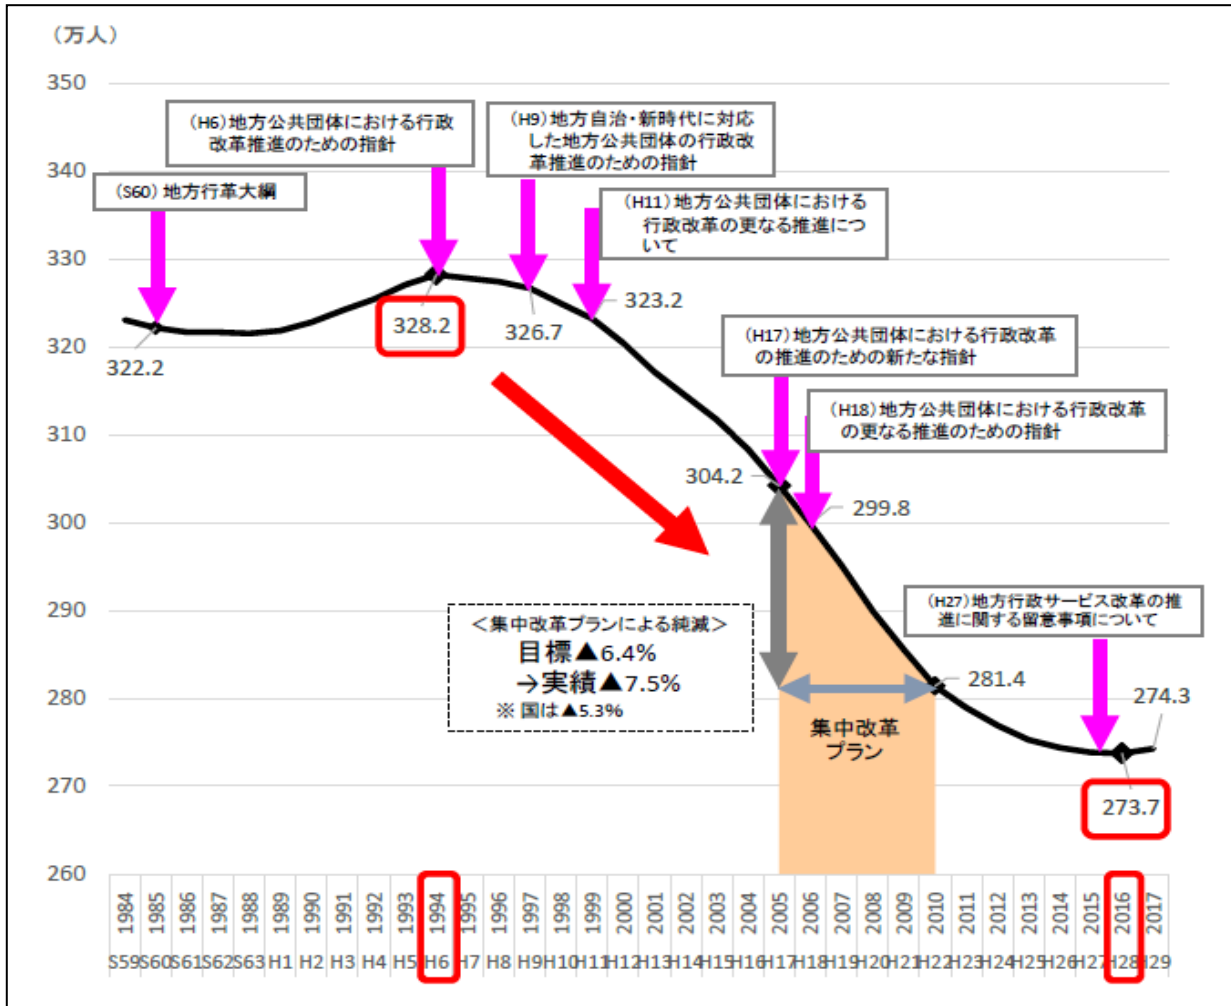 （万人）
350
340
330
320
310
300
290
280
270
260
（S60）地方行革大綱
（H6）地方公共団体における行政
改革推進のための指針
（H9）地方自治・新時代に対応
した地方公共団体の行政改
革推進のための指針
（H11）地方公共団体における
行政改革の更なる推進につ
いて
（H17）地方公共団体における行政改革
の推進のための新たな指針
（H18）地方公共団体における行政改革
の更なる推進のための指針
（H27）地方行政サービス改革の推
進に関する留意事項について
322.2
328.2
326.7
323.2
304.2
299.8
281.4
274.3
273.7
＜集中改革プランによる純減＞
目標▲6.4%
→実績▲7.5%
※ 国は▲5.3%
集中改革
プラン
1984 1985 1986 1987 1988 1989 1990 1991 1992 1993 1994 1995 1996 1997 1998 1999 2000 2001 2002 2003 2004 2005 2006 2007 2008 2009 2010 2011 2012 2013 2014 2015 2016 2017
S59 S60 S61 S62 S63 H1 H2 H3 H4 H5 H6 H7 H8 H9 H10 H11 H12 H13 H14 H15 H16 H17 H18 H19 H20 H21 H22 H23 H24 H25 H26 H27 H28 H29